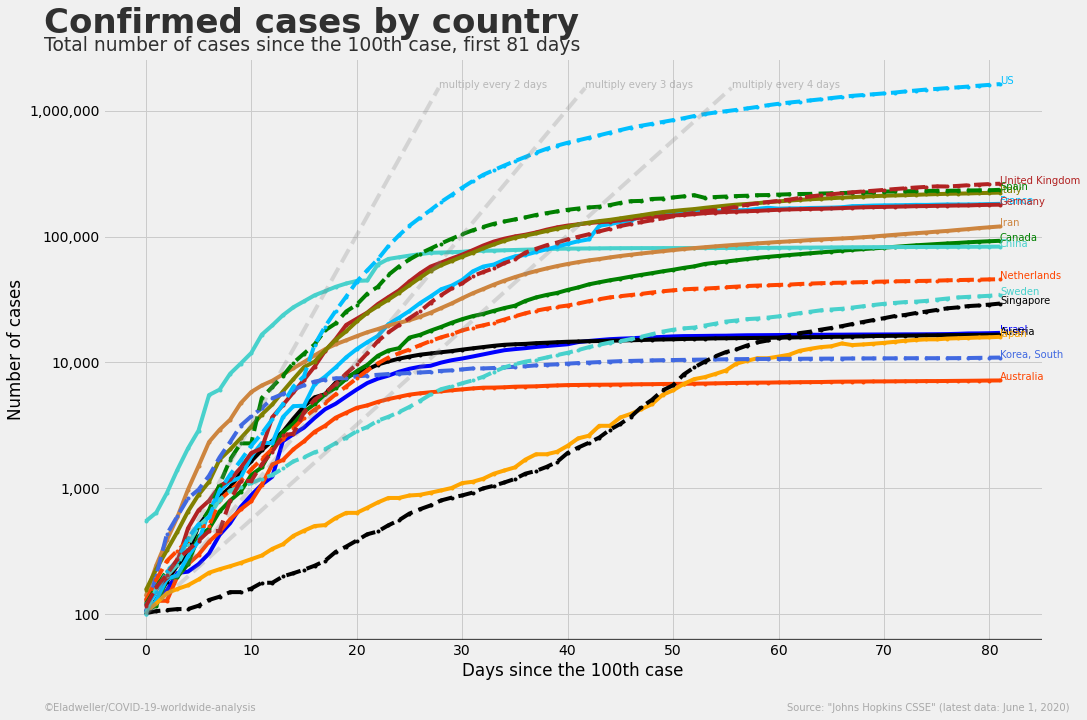 Confirmed cases by country
Total number of cases since the 100th case, first 81 days
multiply every 2 days
multiply every 3 days
multiply every 4 days
US
1,000,000
United Kingdom
Spain
Italy
France
Germany
100,000
Iran
Canada
China
Netherlands
Sweden
Singapore
Israel
Austria
Japan
10,000
Korea, South
Australia
1,000
100
Number of cases
0 10 20 30 40 50 60 70 80
Days since the 100th case
©Eladweller/COVID-19-worldwide-analysis
Source: "Johns Hopkins CSSE" (latest data: June 1, 2020)